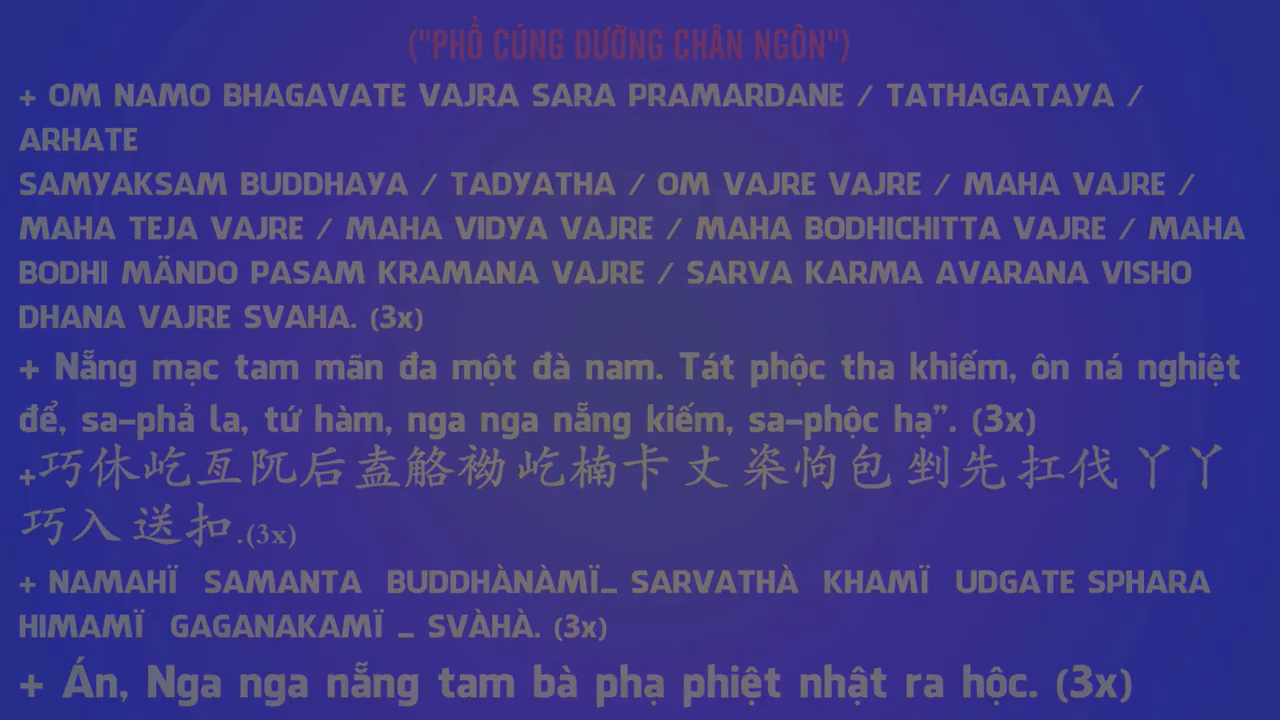 ("PHỔ CÚNG DƯỜNG CHÂN NGÔN")
+ OM NAMO BHAGAVATE VAJRA SARA PRAMARDANE / TATHAGATAYA /
ARHATE
SAMYAKSAM BUDDHAYA / TADYATHA / OM VAJRE VAJRE / MAHA VAJRE /
MAHA TEJA VAJRE / MAHA VIDYA VAJRE / MAHA BODHICHITTA VAJRE / MAHA
BODHI MÄNDO PASAM KRAMANA VAJRE / SARVA KARMA AVARANA VISHO
DHANA VAJRE SVAHA. (3x)
+ Nẵng mạc tam mãn đa một đà nam. Tát phộc tha khiếm, ôn ná nghiệt
để, sa-phả la, tứ hàm, nga nga nẵng kiếm, sa-phộc hạ”. (3x)
+巧休屹亙阢后盍觡袎屹楠卡丈栥怐包剉先扛伐丫丫
巧入送扣.(3x)
+ NAMAHÏ SAMANTA BUDDHÀNÀMÏ_ SARVATHÀ KHAMÏ UDGATE SPHARA
HIMAMÏ GAGANAKAMÏ _ SVÀHÀ. (3x)
+ Án, Nga nga nẵng tam bà phạ phiệt nhật ra hộc. (3x)